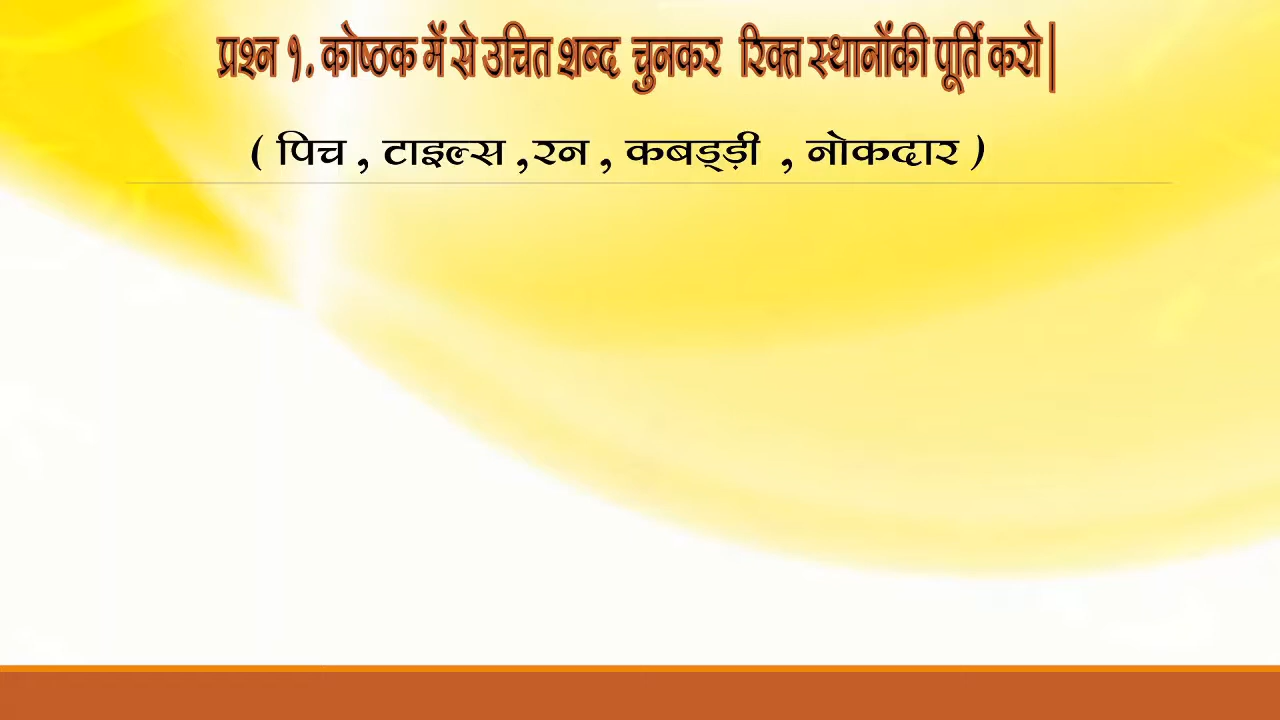 प्रश्न १. कोष्ठक में से उचित शब्द चुनकर रिक्त स्थानोंकी पूर्ति करो |
( पिच , टाइल्स ,रन , कबड्ड़ी , नोकदार )